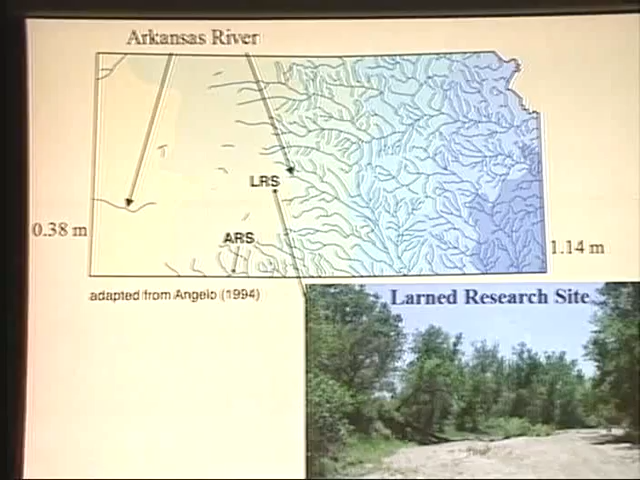 Arkansas River
LRS
0.38 m
ARS
1.14 m
adapted from Angelo (1994)
Larned Research Site